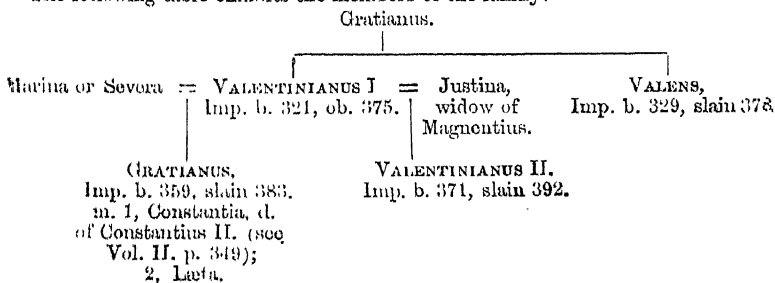 Gratianus.
Marina or Severa = VALENTINIANUS I = Justina, VALENS,
Imp. b. 321, ob. 375. widow of Imp. b. 329, slain 378
Magnentius.
GRATIANUS, VALENTINIANUS II.
Imp. b. 359, slain 383. Imp. b. 371, slain 392.
m. 1, Constantia, d.
of Constantius II. (see
Vol. II. p. 349);
2, Læta.